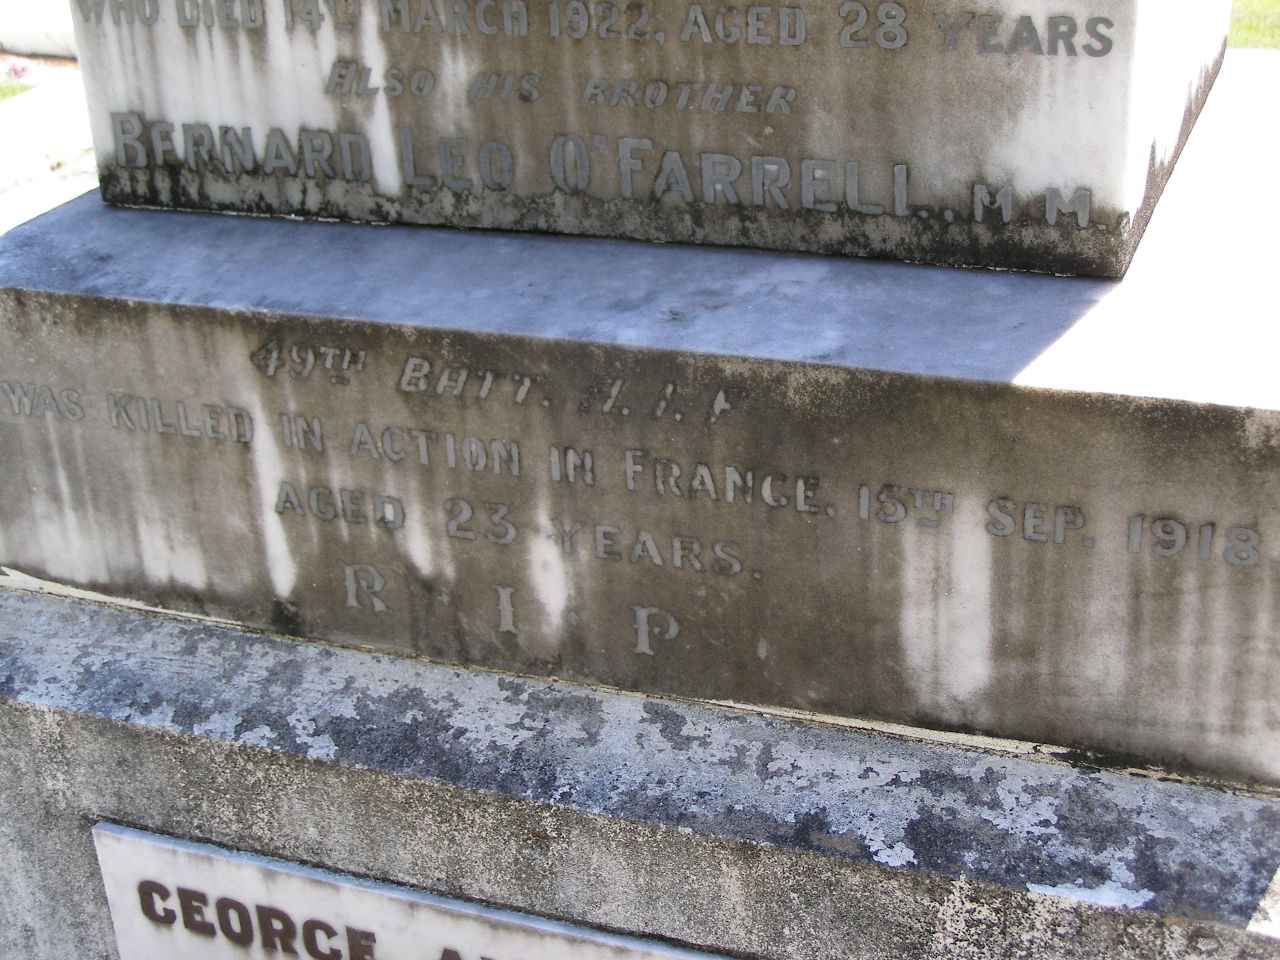 WHO DIED 14TH MARCH 1922, AGED 28 YEARS
ALSO HIS BROTHER
BERNARD LEO O'FARRELL., M M.
49TH BATT. A. I. F
WAS KILLED IN ACTION IN FRANCE. 15TH SEP. 1918.
AGED 23 YEARS.
R I · P
GEORGE